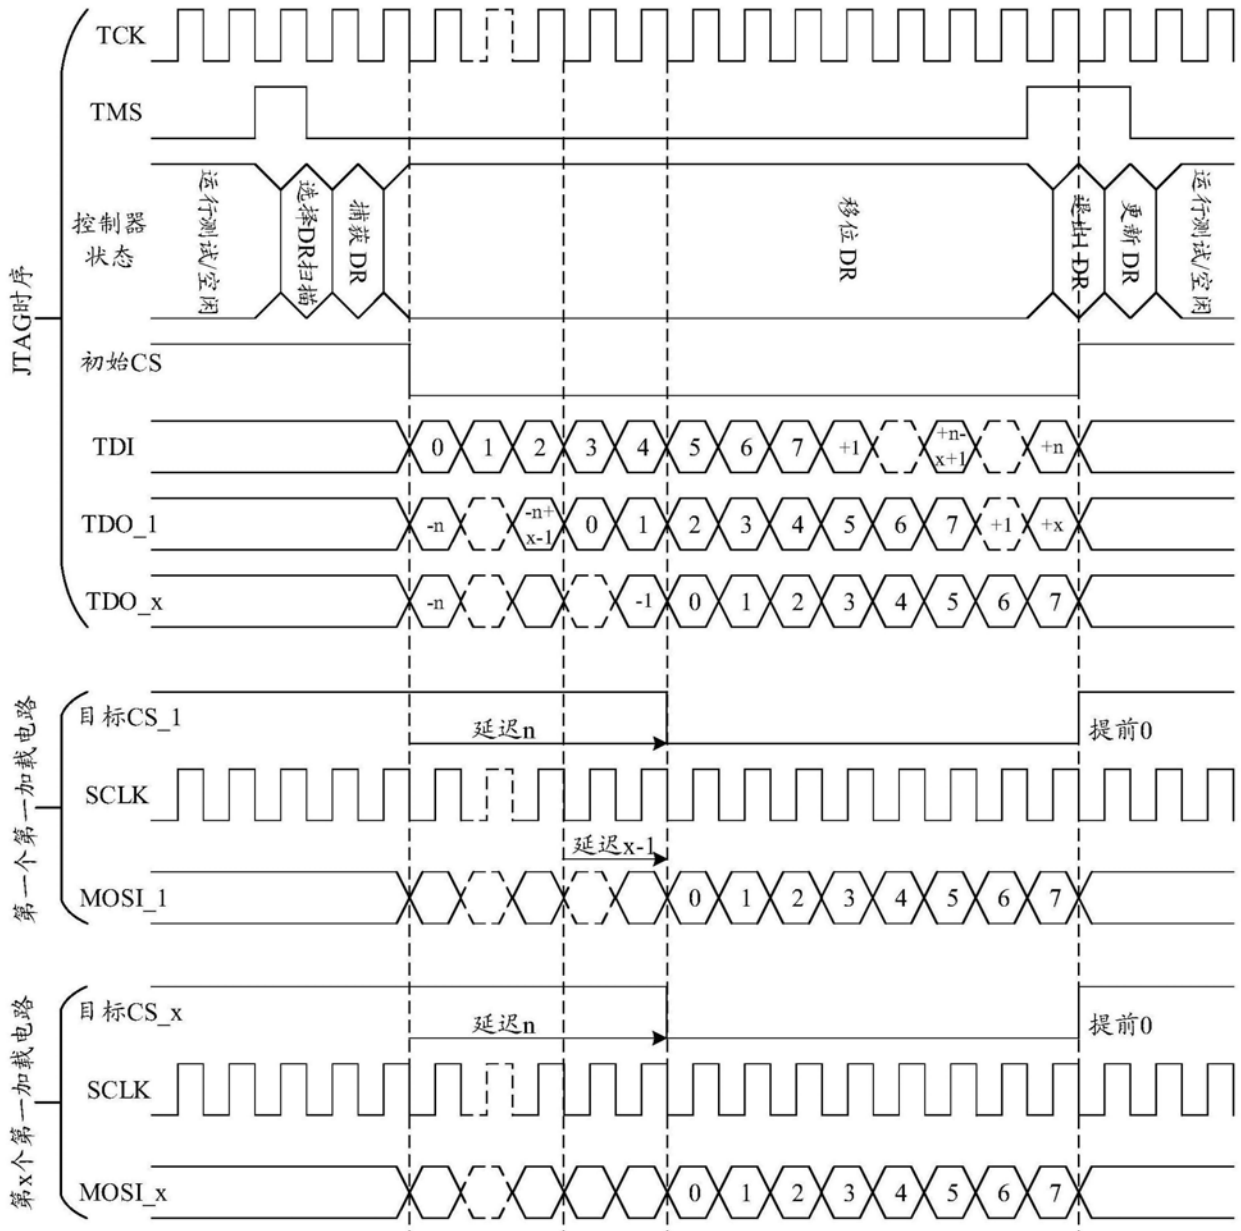 JTAG时序
TCK
TMS
控制器
状态
运行测试/空闲
选择DR扫描
捕获 DR
移位 DR
退出1-DR
更新 DR
运行测试/空闲
初始CS
TDI
0 1 2 3 4 5 6 7 +1 +n-x+1 +n
TDO_1
-n -n+x-1 0 1 2 3 4 5 6 7 +1 +x
TDO_x
-n -1 0 1 2 3 4 5 6 7
第一个第一加载电路
目标CS_1
延迟n
提前0
SCLK
延迟x-1
MOSI_1
0 1 2 3 4 5 6 7
第x个第一加载电路
目标CS_x
延迟n
提前0
SCLK
MOSI_x
0 1 2 3 4 5 6 7